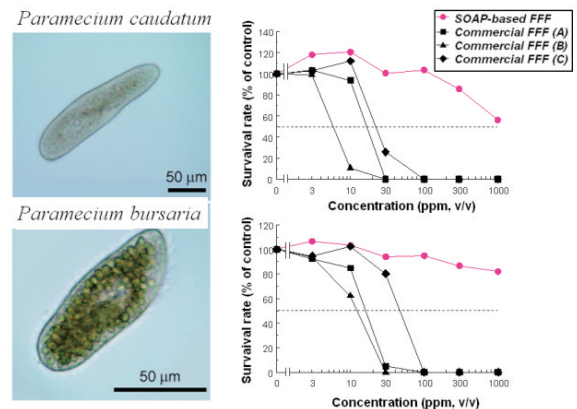 Paramecium caudatum
50 µm
Paramecium bursaria
50 µm
SOAP-based FFF
Commercial FFF (A)
Commercial FFF (B)
Commercial FFF (C)
Survaival rate (% of control)
140
120
100
80
60
40
20
0
0 3 10 30 100 300 1000
Concentration (ppm, v/v)
Survaival rate (% of control)
120
100
80
60
40
20
0
0 3 10 30 100 300 1000
Concentration (ppm, v/v)